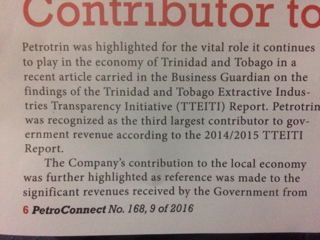 Contributor to
Petrotrin was highlighted for the vital role it continues
to play in the economy of Trinidad and Tobago in a
recent article carried in the Business Guardian on the
findings of the Trinidad and Tobago Extractive Indus-
tries Transparency Initiative (TTEITI) Report. Petrotrin
was recognized as the third largest contributor to gov-
ernment revenue according to the 2014/2015 TTEITI
Report.
The Company's contribution to the local economy
was further highlighted as reference was made to the
significant revenues received by the Government from
6 PetroConnect No. 168, 9 of 2016